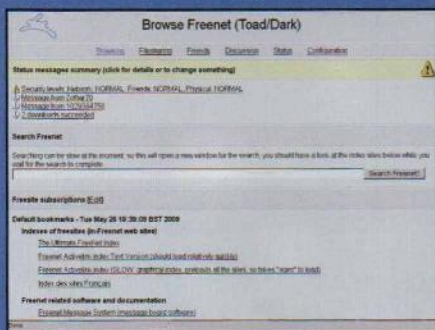 Browse Freenet (Toad/Dark)
Browsing Filesharing Friends Discussion Status Configuration
Status messages summary (click for details or to change something)
Security levels: Network: NORMAL, Friends: NORMAL, Physical: NORMAL
Message from
Message from
2 downloads succeeded
Search Freenet
Searching can be slow at the moment, so this will open a new window for the search, you should have a look at the index sites below while you
wait for the search to complete.
Search Freenet!
Freesite subscriptions [Edit]
Default bookmarks - Tue May 26 18:39:09 BST 2009
Indexes of freesites (in-Freenet web sites)
The Ultimate FreeNet Index
Freenet Activelink Index Text Version (should load relatively quickly)
Freenet Activelink Index (SLOW, graphical index, preloads all the sites, so takes *ages* to load)
Index des sites Français
Freenet related software and documentation
Freenet Message System (message board software)
Done